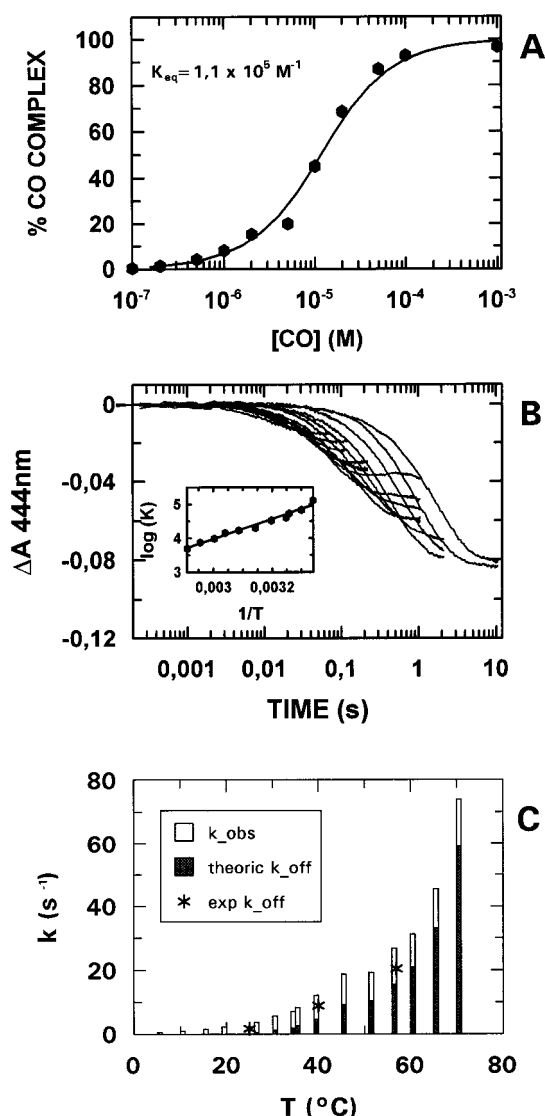 A
K_eq= 1,1 x 10^5 M^-1
% CO COMPLEX
100
80
60
40
20
0
10^-7
10^-6
10^-5
10^-4
10^-3
[CO] (M)
B
ΔA 444nm
0
-0,04
-0,08
-0,12
log (K)
5
4
3
0,003
0,0032
1/T
0,001
0,01
0,1
1
10
TIME (s)
C
k (s^-1)
80
60
40
20
0
k_obs
theoric k_off
exp k_off
0
20
40
60
80
T (°C)